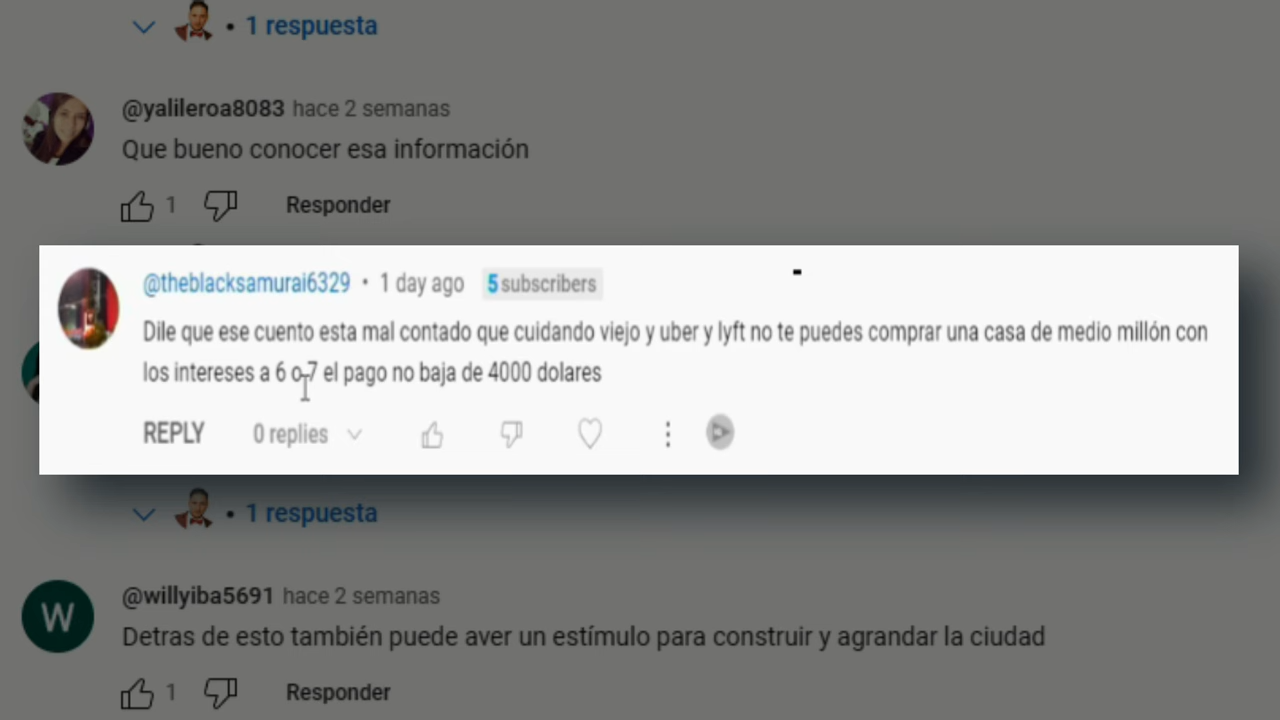 • 1 respuesta
@yalileroa8083 hace 2 semanas
Que bueno conocer esa información
1 Responder
@theblacksamurai6329 • 1 day ago 5 subscribers
Dile que ese cuento esta mal contado que cuidando viejo y uber y lyft no te puedes comprar una casa de medio millón con
los intereses a 6 o 7 el pago no baja de 4000 dolares
REPLY 0 replies
• 1 respuesta
W
@willyiba5691 hace 2 semanas
Detras de esto también puede aver un estímulo para construir y agrandar la ciudad
1 Responder